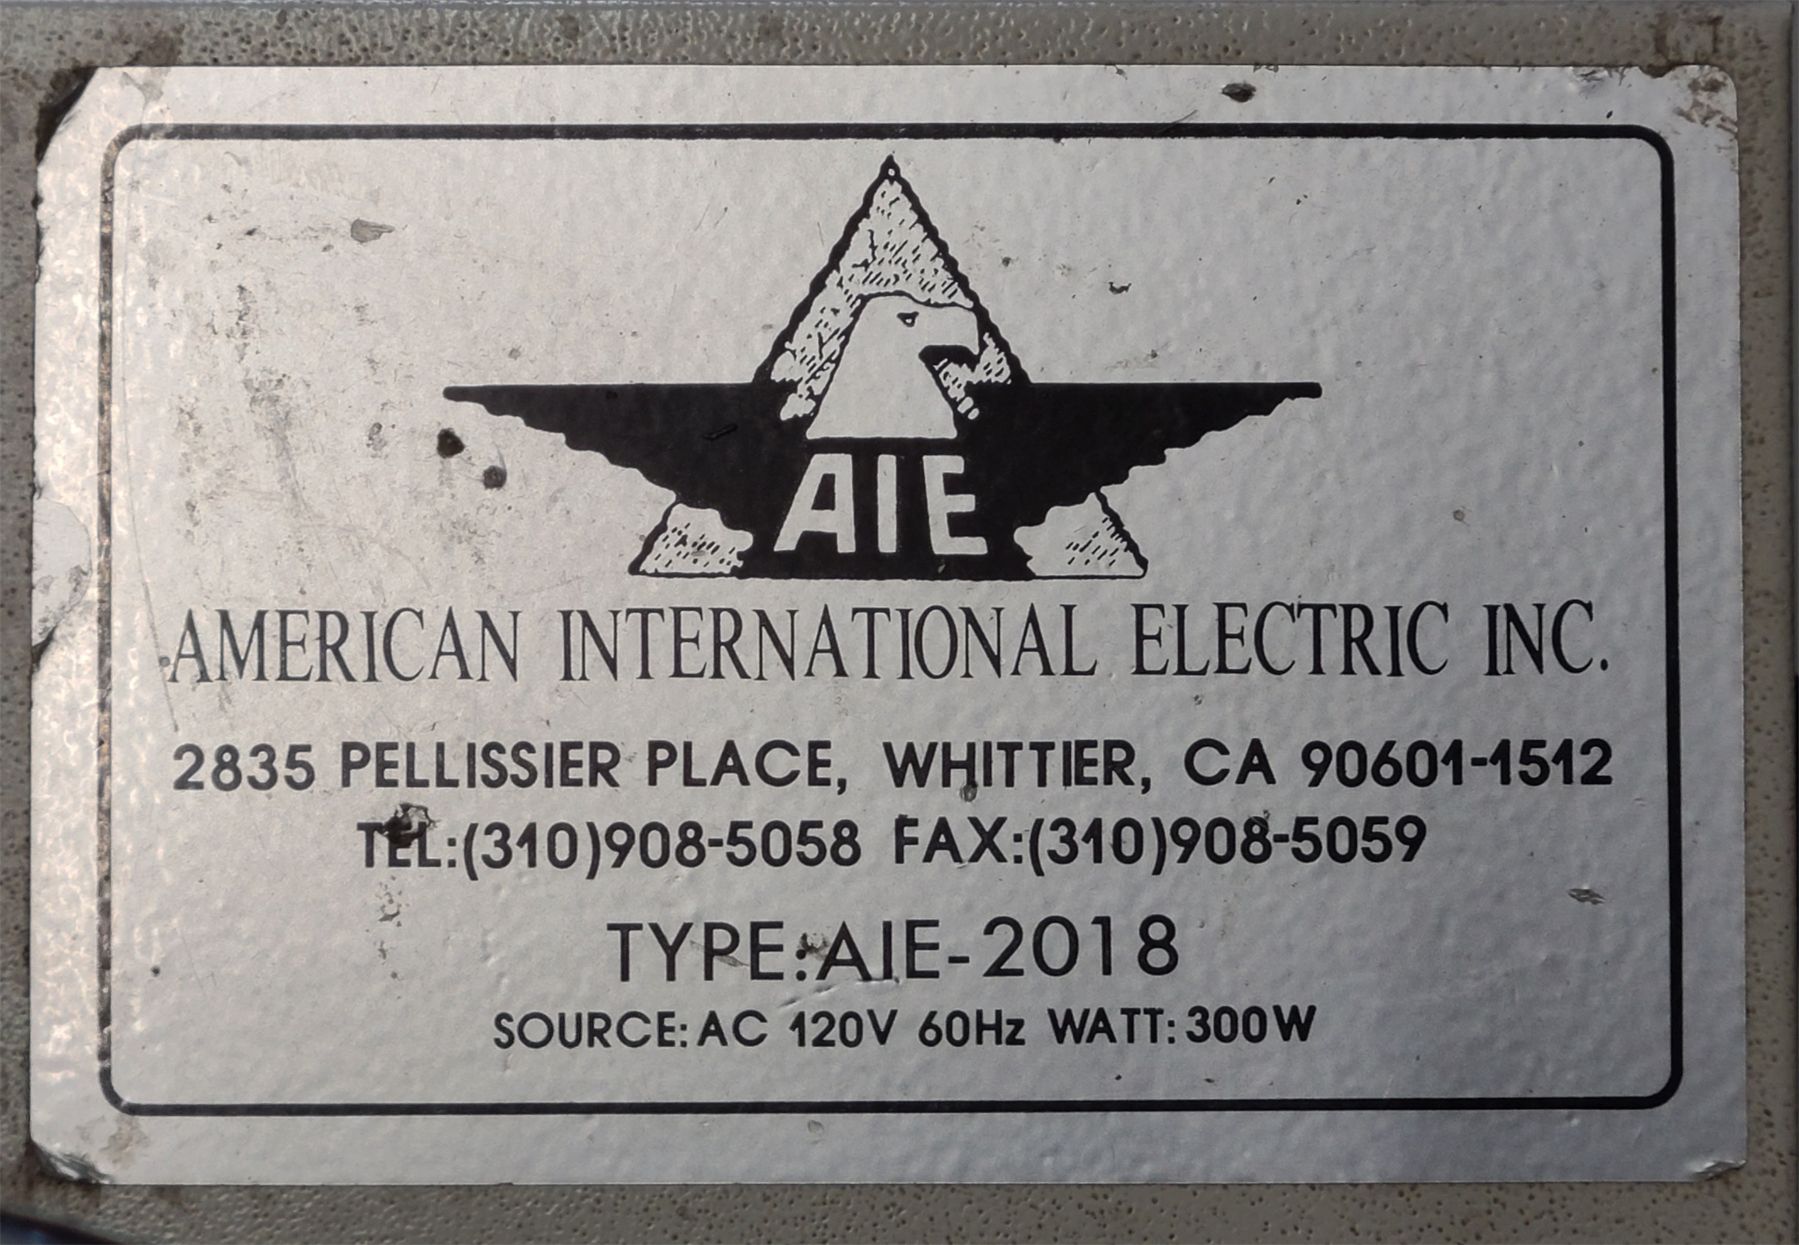 AIE
AMERICAN INTERNATIONAL ELECTRIC INC.
2835 PELLISSIER PLACE, WHITTIER, CA 90601-1512
TEL:(310)908-5058 FAX:(310)908-5059
TYPE:AIE-2018
SOURCE: AC 120V 60Hz WATT: 300W